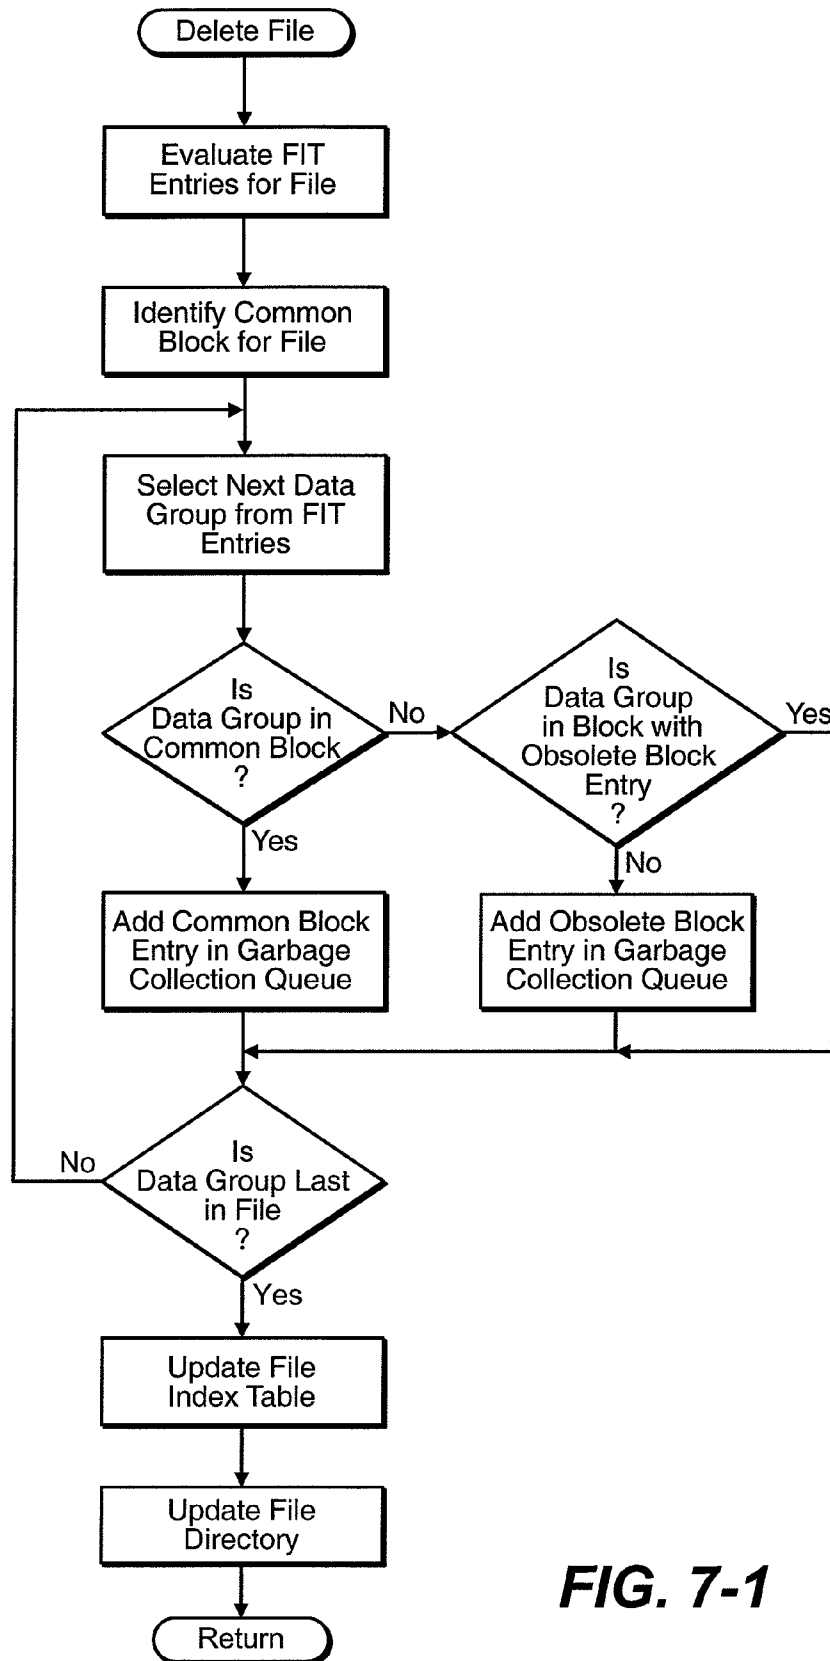 Delete File
Evaluate FIT
Entries for File
Identify Common
Block for File
Select Next Data
Group from FIT
Entries
Is
Data Group in
Common Block
?
No
Is
Data Group
in Block with
Obsolete Block
Entry
?
Yes
Yes
No
Add Common Block
Entry in Garbage
Collection Queue
Add Obsolete Block
Entry in Garbage
Collection Queue
No
Is
Data Group Last
in File
?
Yes
Update File
Index Table
Update File
Directory
Return
FIG. 7-1